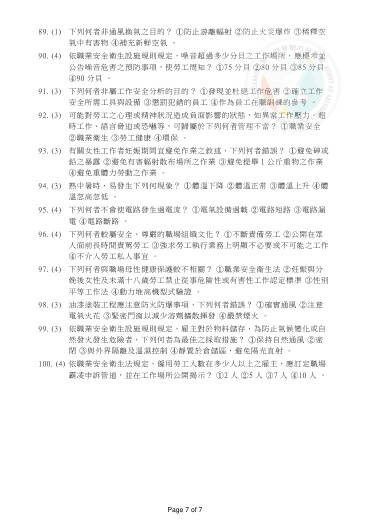 89. (1) 下列何者非通風換氣之目的？ ①防止游離輻射 ②防止火災爆炸 ③稀釋空
氣中有害物 ④補充新鮮空氣 。
90. (4) 依職業安全衛生設施規則規定，噪音超過多少分貝之工作場所，應標示並
公告噪音危害之預防事項，使勞工周知？ ①75 分貝 ②80 分貝 ③85 分貝
④90 分貝 。
91. (3) 下列何者非屬工作安全分析的目的？ ①發現並杜絕工作危害 ②確立工作
安全所需工具與設備 ③懲罰犯錯的員工 ④作為員工在職訓練的參考 。
92. (3) 可能對勞工之心理或精神狀況造成負面影響的狀態，如異常工作壓力、超
時工作、語言脅迫或恐嚇等，可歸屬於下列何者管理不當？ ①職業安全
②職業衛生 ③勞工健康 ④環保 。
93. (3) 有關女性工作者妊娠期間宜避免作業之敘述，下列何者錯誤？ ①避免鉛或
鉛之暴露 ②避免有害輻射散布場所之作業 ③避免提舉 1 公斤重物之作業
④避免重體力勞動之作業 。
94. (3) 熱中暑時，易發生下列何現象？ ①體溫下降 ②體溫正常 ③體溫上升 ④體
溫忽高忽低 。
95. (4) 下列何者不會使電路發生過電流？ ①電氣設備過載 ②電路短路 ③電路漏
電 ④電路斷路 。
96. (4) 下列何者較屬安全、尊嚴的職場組織文化？ ①不斷責備勞工 ②公開在眾
人面前長時間責罵勞工 ③強求勞工執行業務上明顯不必要或不可能之工作
④不介入勞工私人事宜 。
97. (4) 下列何者與職場母性健康保護較不相關？ ①職業安全衛生法 ②妊娠與分
娩後女性及未滿十八歲勞工禁止從事危險性或有害性工作認定標準 ③性別
平等工作法 ④動力堆高機型式驗證 。
98. (3) 油漆塗裝工程應注意防火防爆事項，下列何者錯誤？ ①確實通風 ②注意
電氣火花 ③緊密門窗以減少溶劑擴散揮發 ④嚴禁煙火 。
99. (3) 依職業安全衛生設施規則規定，雇主對於物料儲存，為防止氣候變化或自
然發火發生危險者，下列何者為最佳之採取措施？ ①保持自然通風 ②密
閉 ③與外界隔離及溫濕控制 ④靜置於倉儲區，避免陽光直射 。
100. (4) 依職業安全衛生法規定，僱用勞工人數在多少人以上之雇主，應訂定職場
霸凌申訴管道，並在工作場所公開揭示？ ①2 人 ②5 人 ③7 人 ④10 人 。
Page 7 of 7